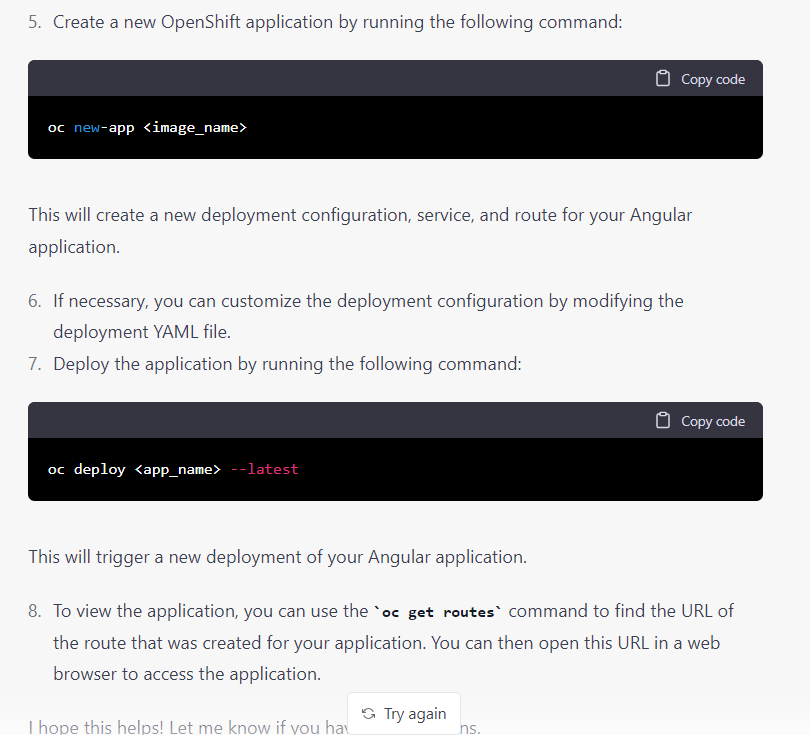 5. Create a new OpenShift application by running the following command:
Copy code
oc new-app <image_name>
This will create a new deployment configuration, service, and route for your Angular
application.
6. If necessary, you can customize the deployment configuration by modifying the
deployment YAML file.
7. Deploy the application by running the following command:
Copy code
oc deploy <app_name> --latest
This will trigger a new deployment of your Angular application.
8. To view the application, you can use the `oc get routes` command to find the URL of
the route that was created for your application. You can then open this URL in a web
browser to access the application.
Try again
I hope this helps! Let me know if you